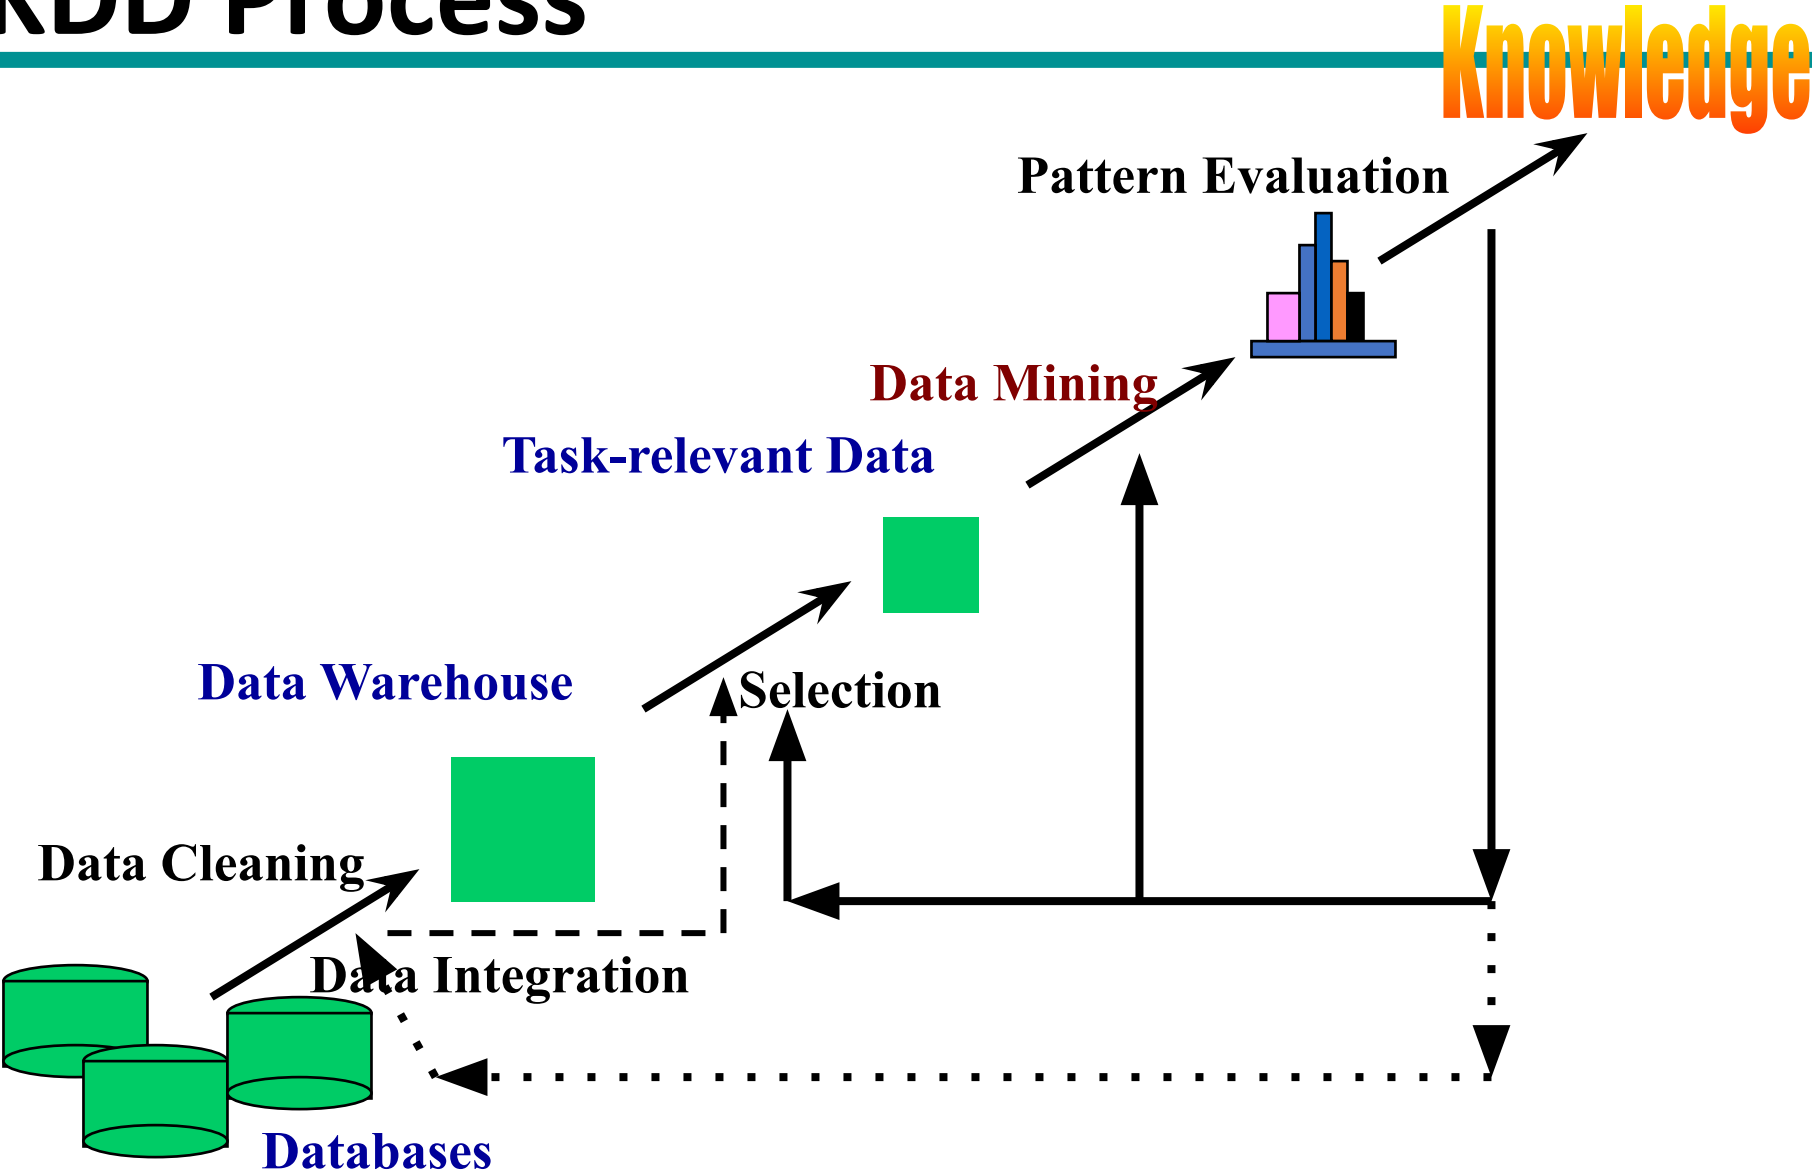 KDD Process
Knowledge
Pattern Evaluation
Data Mining
Task-relevant Data
Data Warehouse
Selection
Data Cleaning
Data Integration
Databases